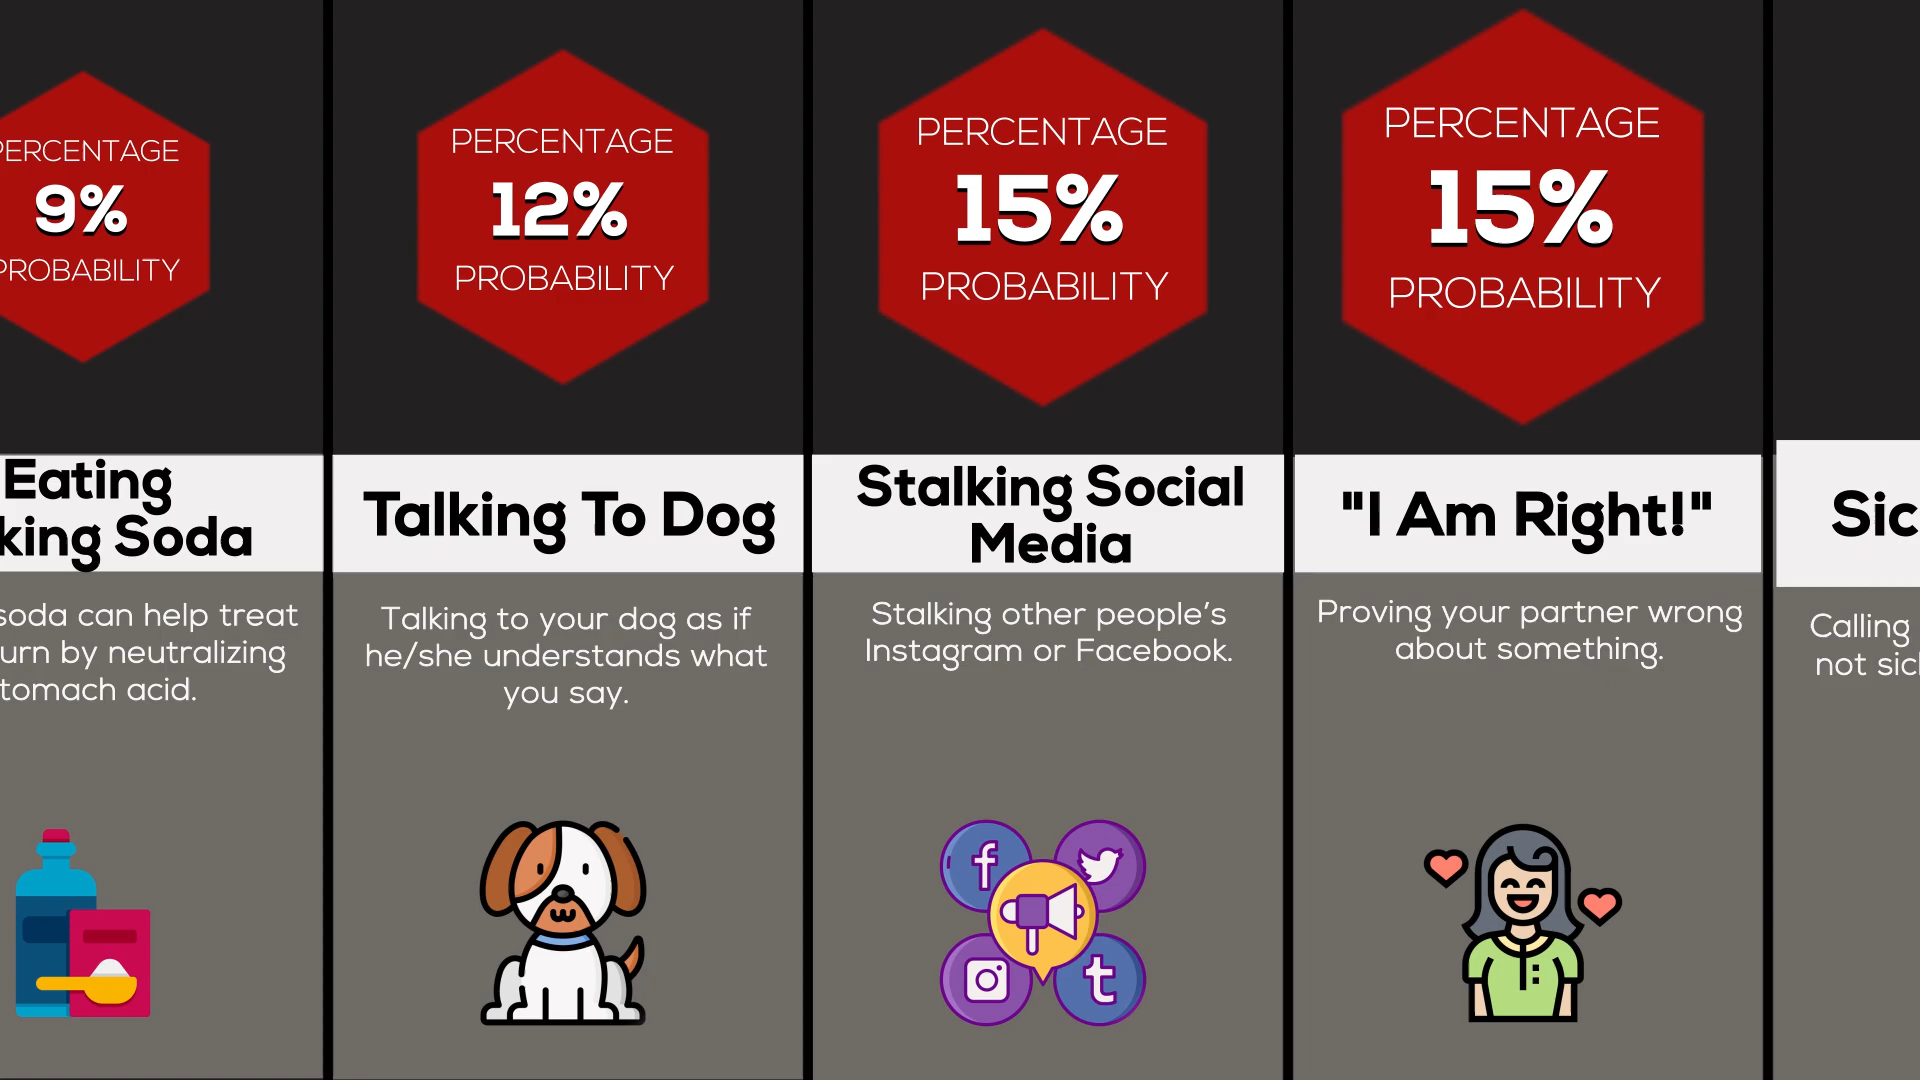 PERCENTAGE
9%
PROBABILITY
Eating
king Soda
soda can help treat
urn by neutralizing
tomach acid.
PERCENTAGE
12%
PROBABILITY
Talking To Dog
Talking to your dog as if
he/she understands what
you say.
PERCENTAGE
15%
PROBABILITY
Stalking Social
Media
Stalking other people's
Instagram or Facebook.
f
t
PERCENTAGE
15%
PROBABILITY
"I Am Right!"
Proving your partner wrong
about something.
Sic
Calling
not sic